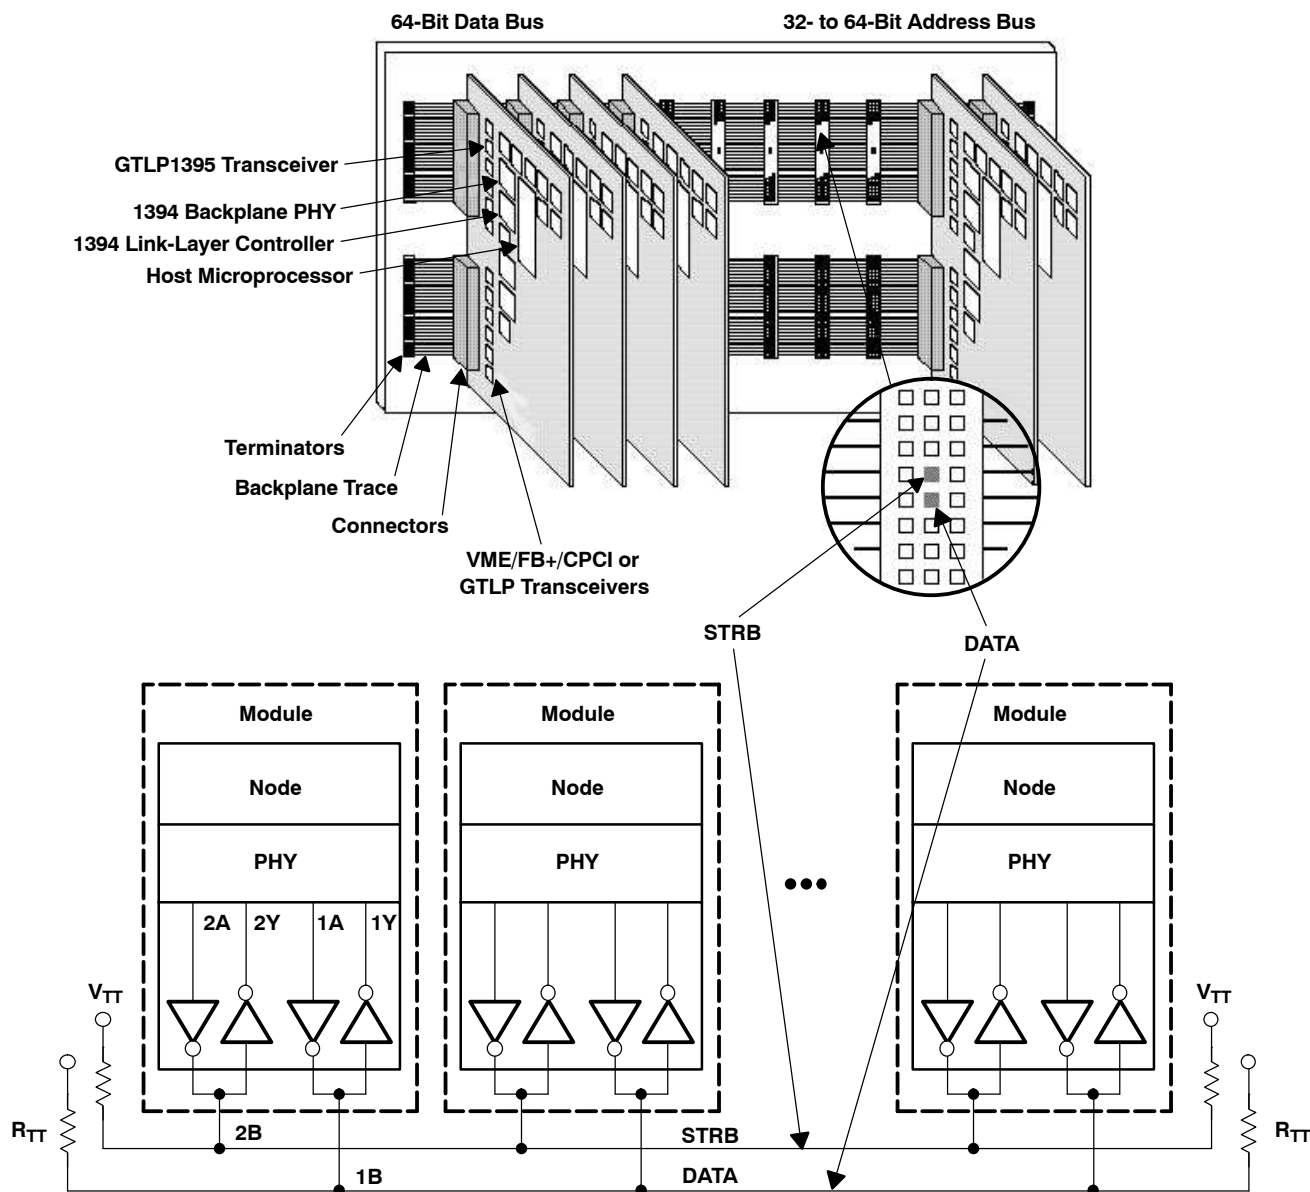 64-Bit Data Bus
32- to 64-Bit Address Bus
GTLP1395 Transceiver
1394 Backplane PHY
1394 Link-Layer Controller
Host Microprocessor
Terminators
Backplane Trace
Connectors
VME/FB+/CPCI or
GTLP Transceivers
STRB
DATA
Module
Module
Module
Node
Node
Node
PHY
PHY
PHY
2A
2Y
1A
1Y
VTT
VTT
RTT
RTT
2B
STRB
1B
DATA